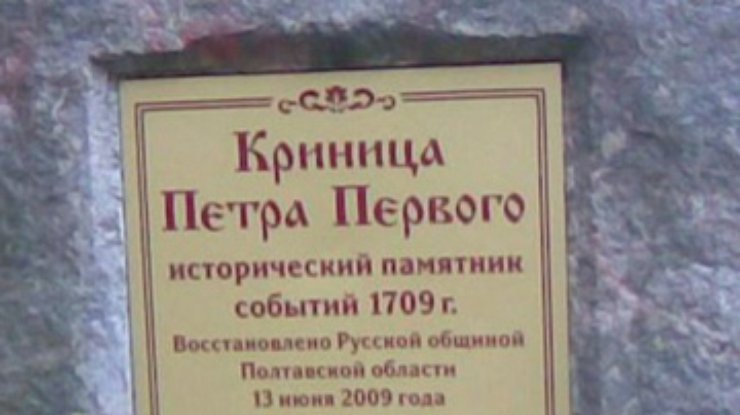 Криница
Петра Первого
исторический памятник
событий 1709 г.
Восстановлено Русской общиной
Полтавской области
13 июня 2009 года